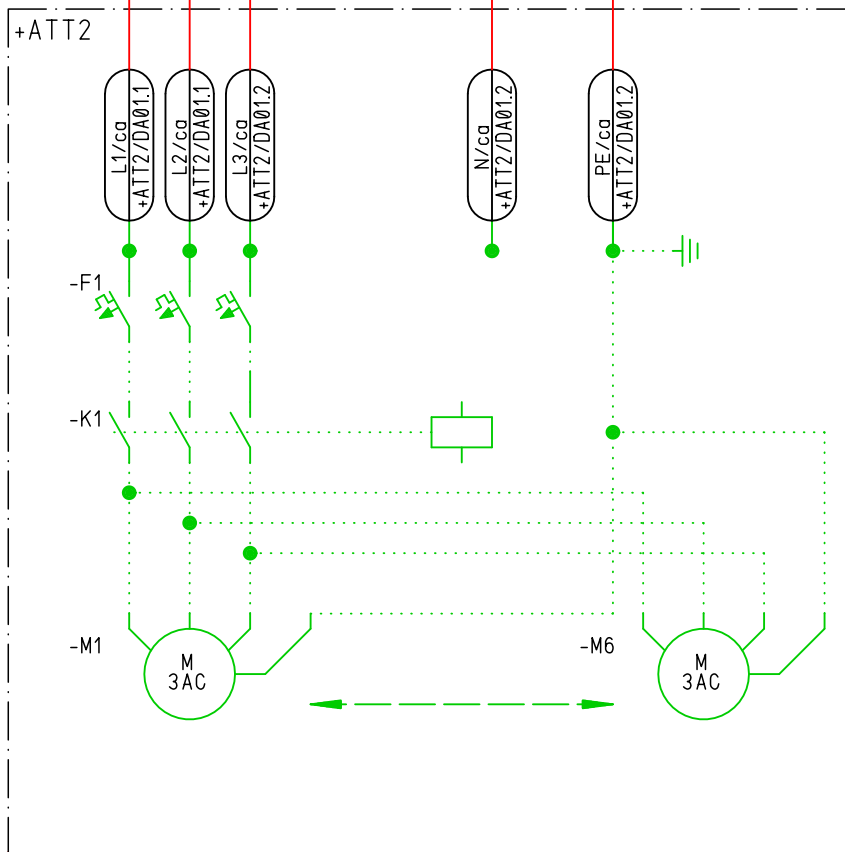 +ATT2
L1/ca
+ATT2/DA01.1
L2/ca
+ATT2/DA01.1
L3/ca
+ATT2/DA01.2
N/ca
+ATT2/DA01.2
PE/ca
+ATT2/DA01.2
-F1
-K1
-M1
M
3AC
-M6
M
3AC